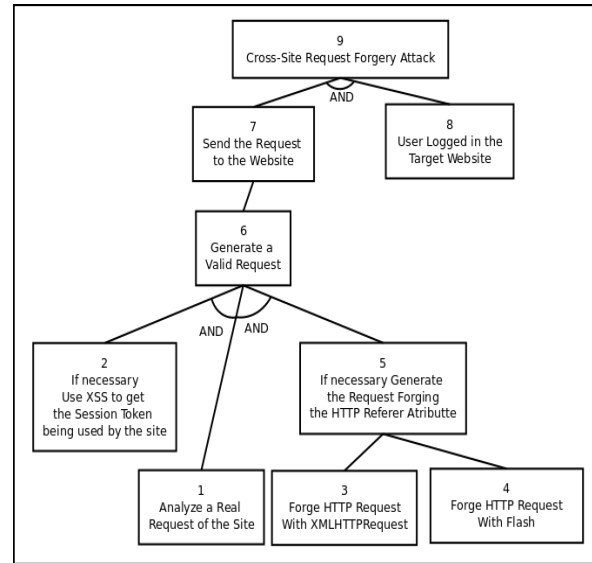 9
Cross-Site Request Forgery Attack
AND
7
Send the Request
to the Website
8
User Logged in the
Target Website
6
Generate a
Valid Request
AND
AND
2
If necessary
Use XSS to get
the Session Token
being used by the site
5
If necessary Generate
the Request Forging
the HTTP Referer Atributte
1
Analyze a Real
Request of the Site
3
Forge HTTP Request
With XMLHTTPRequest
4
Forge HTTP Request
With Flash